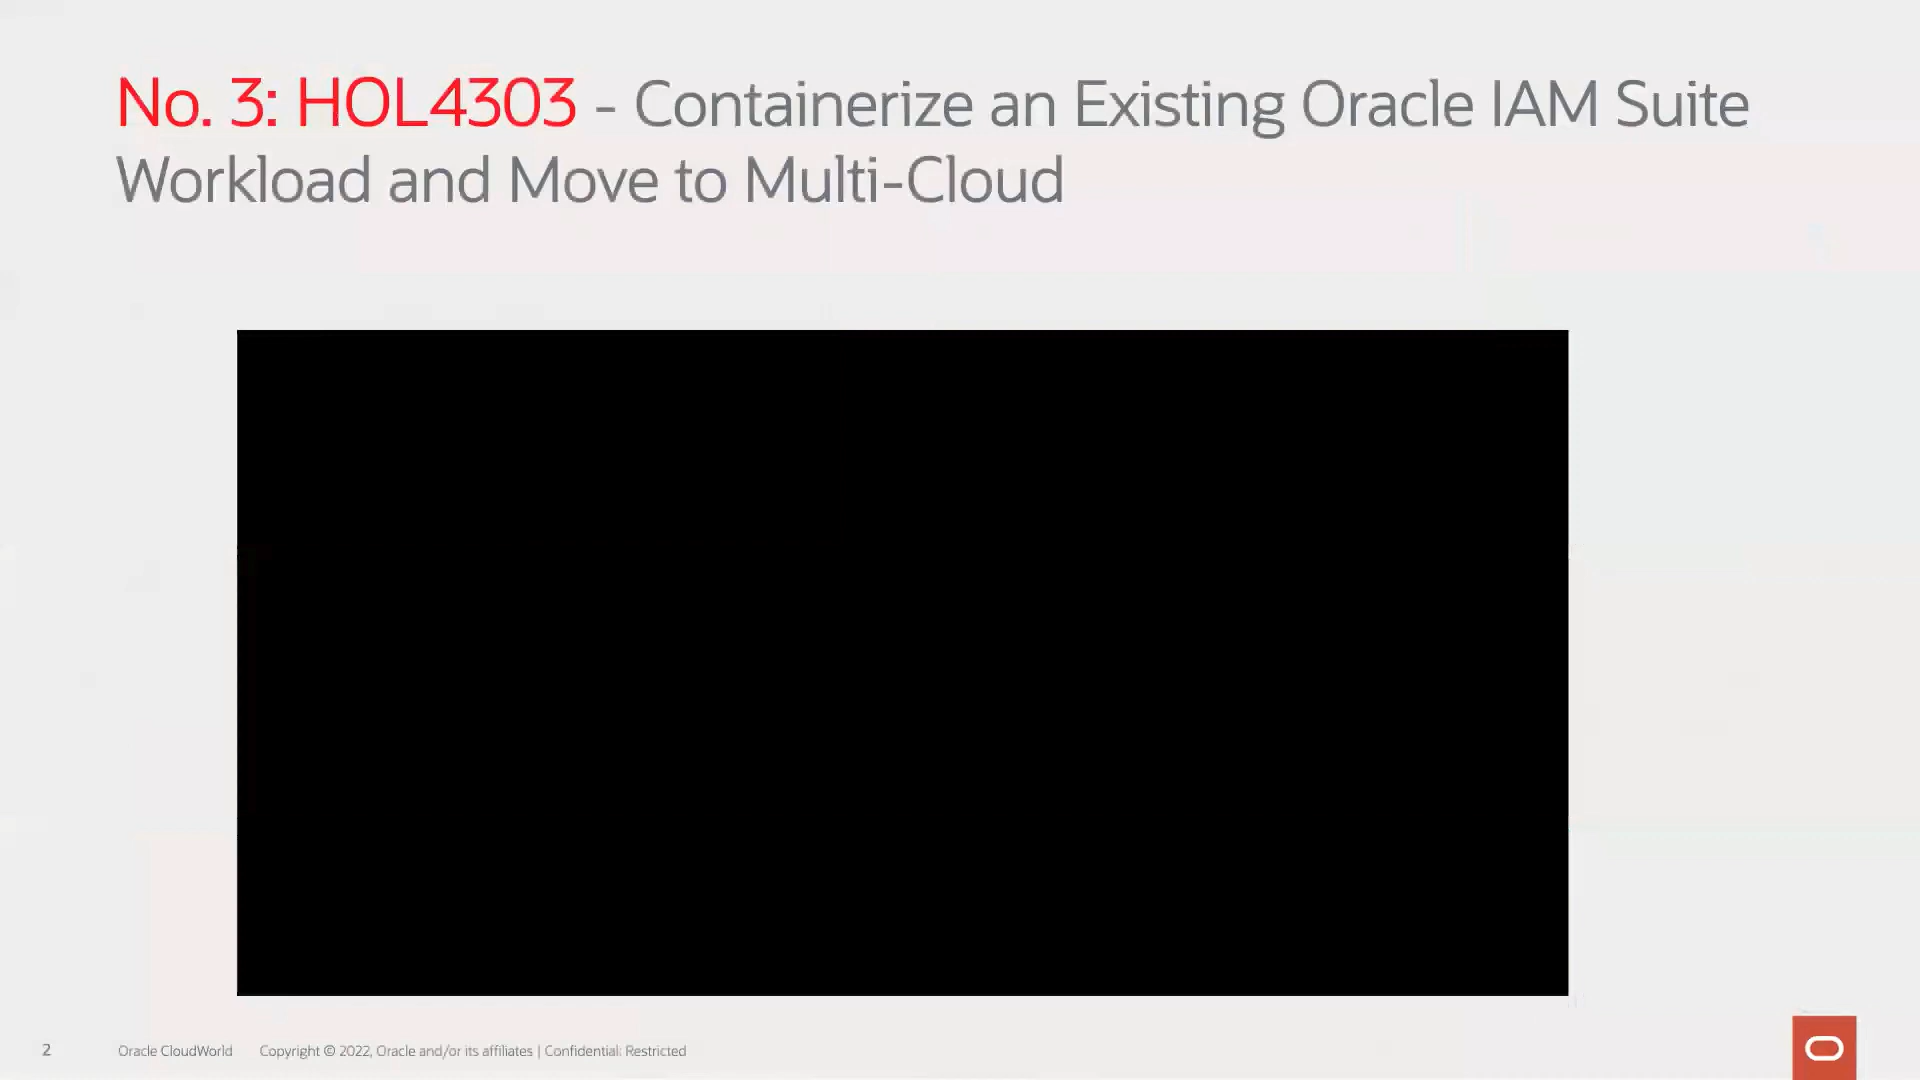 No. 3: HOL4303 - Containerize an Existing Oracle IAM Suite
Workload and Move to Multi-Cloud
2 Oracle CloudWorld Copyright © 2022, Oracle and/or its affiliates | Confidential: Restricted